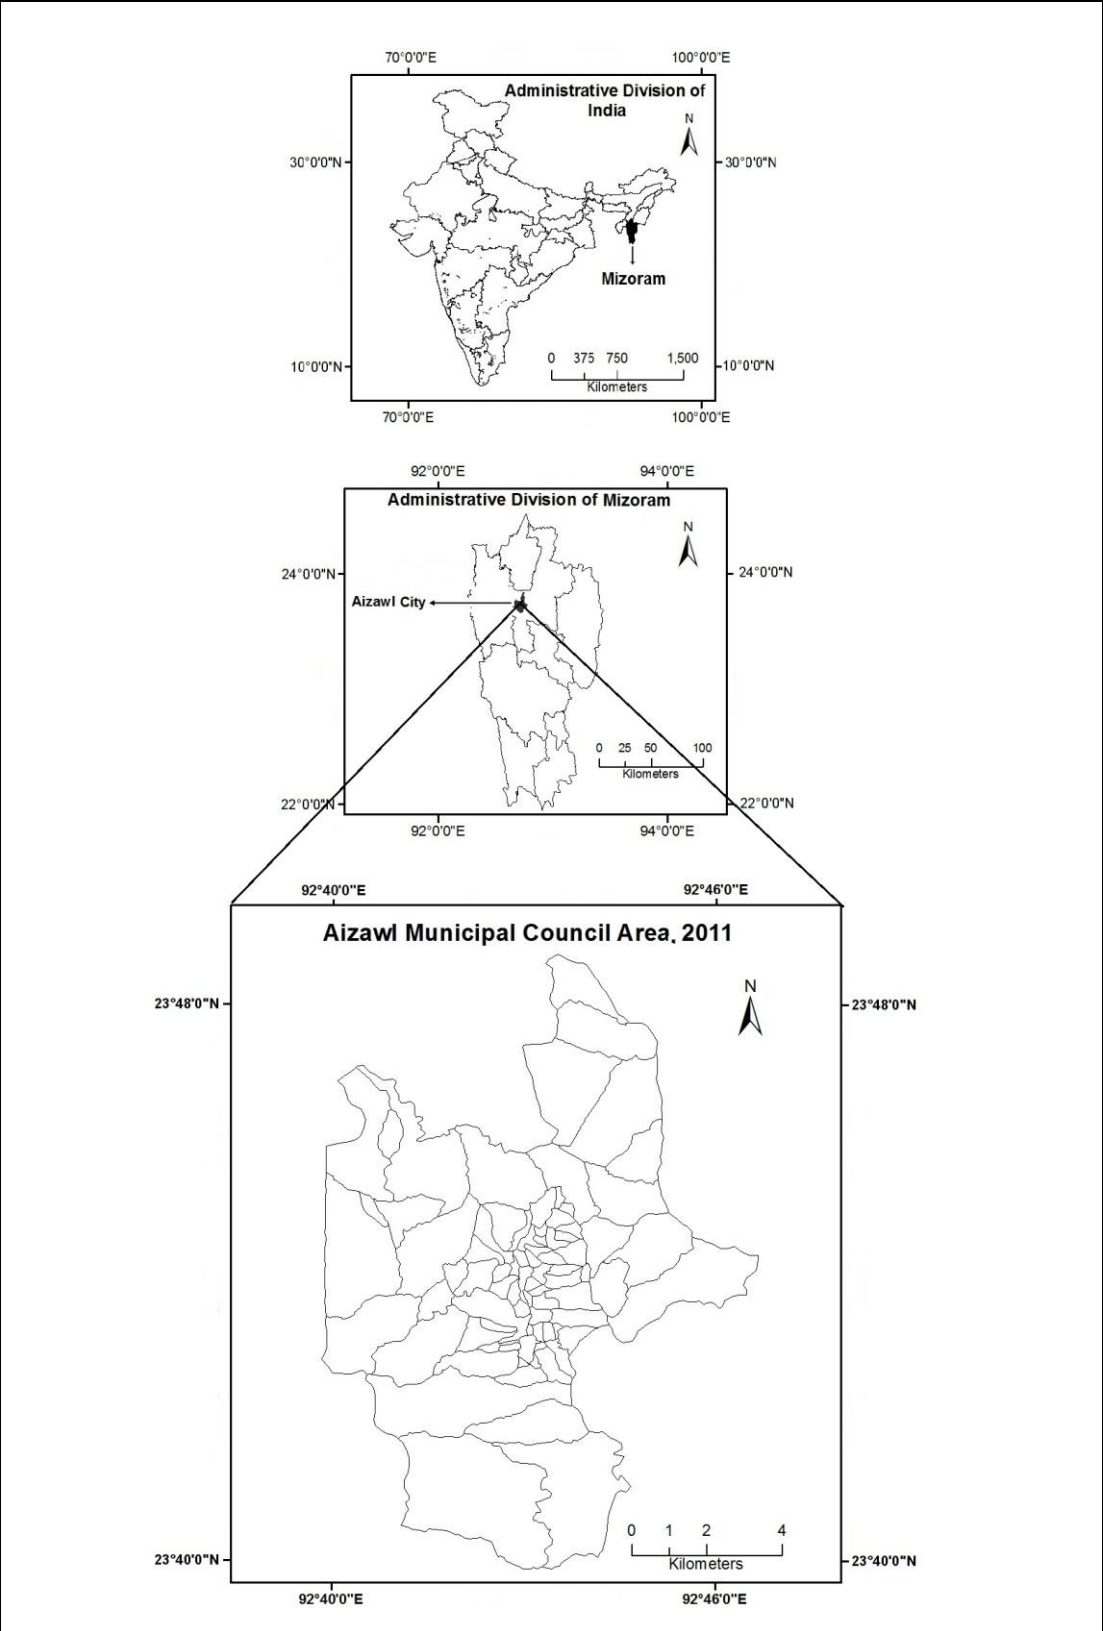 70°0'0"E 100°0'0"E
Administrative Division of
India
N
30°0'0"N 30°0'0"N
Mizoram
0 375 750 1,500
Kilometers
10°0'0"N 10°0'0"N
70°0'0"E 100°0'0"E
92°0'0"E 94°0'0"E
Administrative Division of Mizoram
N
24°0'0"N 24°0'0"N
Aizawl City
0 25 50 100
Kilometers
22°0'0"N 22°0'0"N
92°0'0"E 94°0'0"E
92°40'0"E 92°46'0"E
Aizawl Municipal Council Area, 2011
N
23°48'0"N 23°48'0"N
0 1 2 4
Kilometers
23°40'0"N 23°40'0"N
92°40'0"E 92°46'0"E